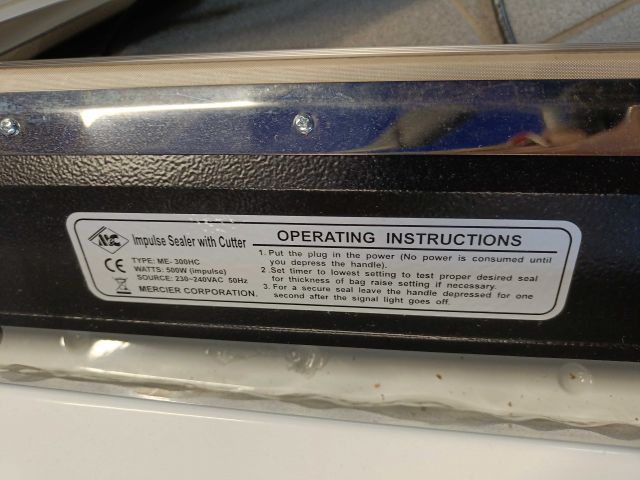 MEC
Impulse Sealer with Cutter
CE
TYPE: ME- 300HC
WATTS: 500W (impulse)
SOURCE: 230~240VAC 50Hz
MERCIER CORPORATION.
OPERATING INSTRUCTIONS
1. Put the plug in the power (No power is consumed until
you depress the handle).
2 .Set timer to lowest setting to test proper desired seal
for thickness of bag raise setting if necessary.
3. For a secure seal leave the handle depressed for one
second after the signal light goes off.